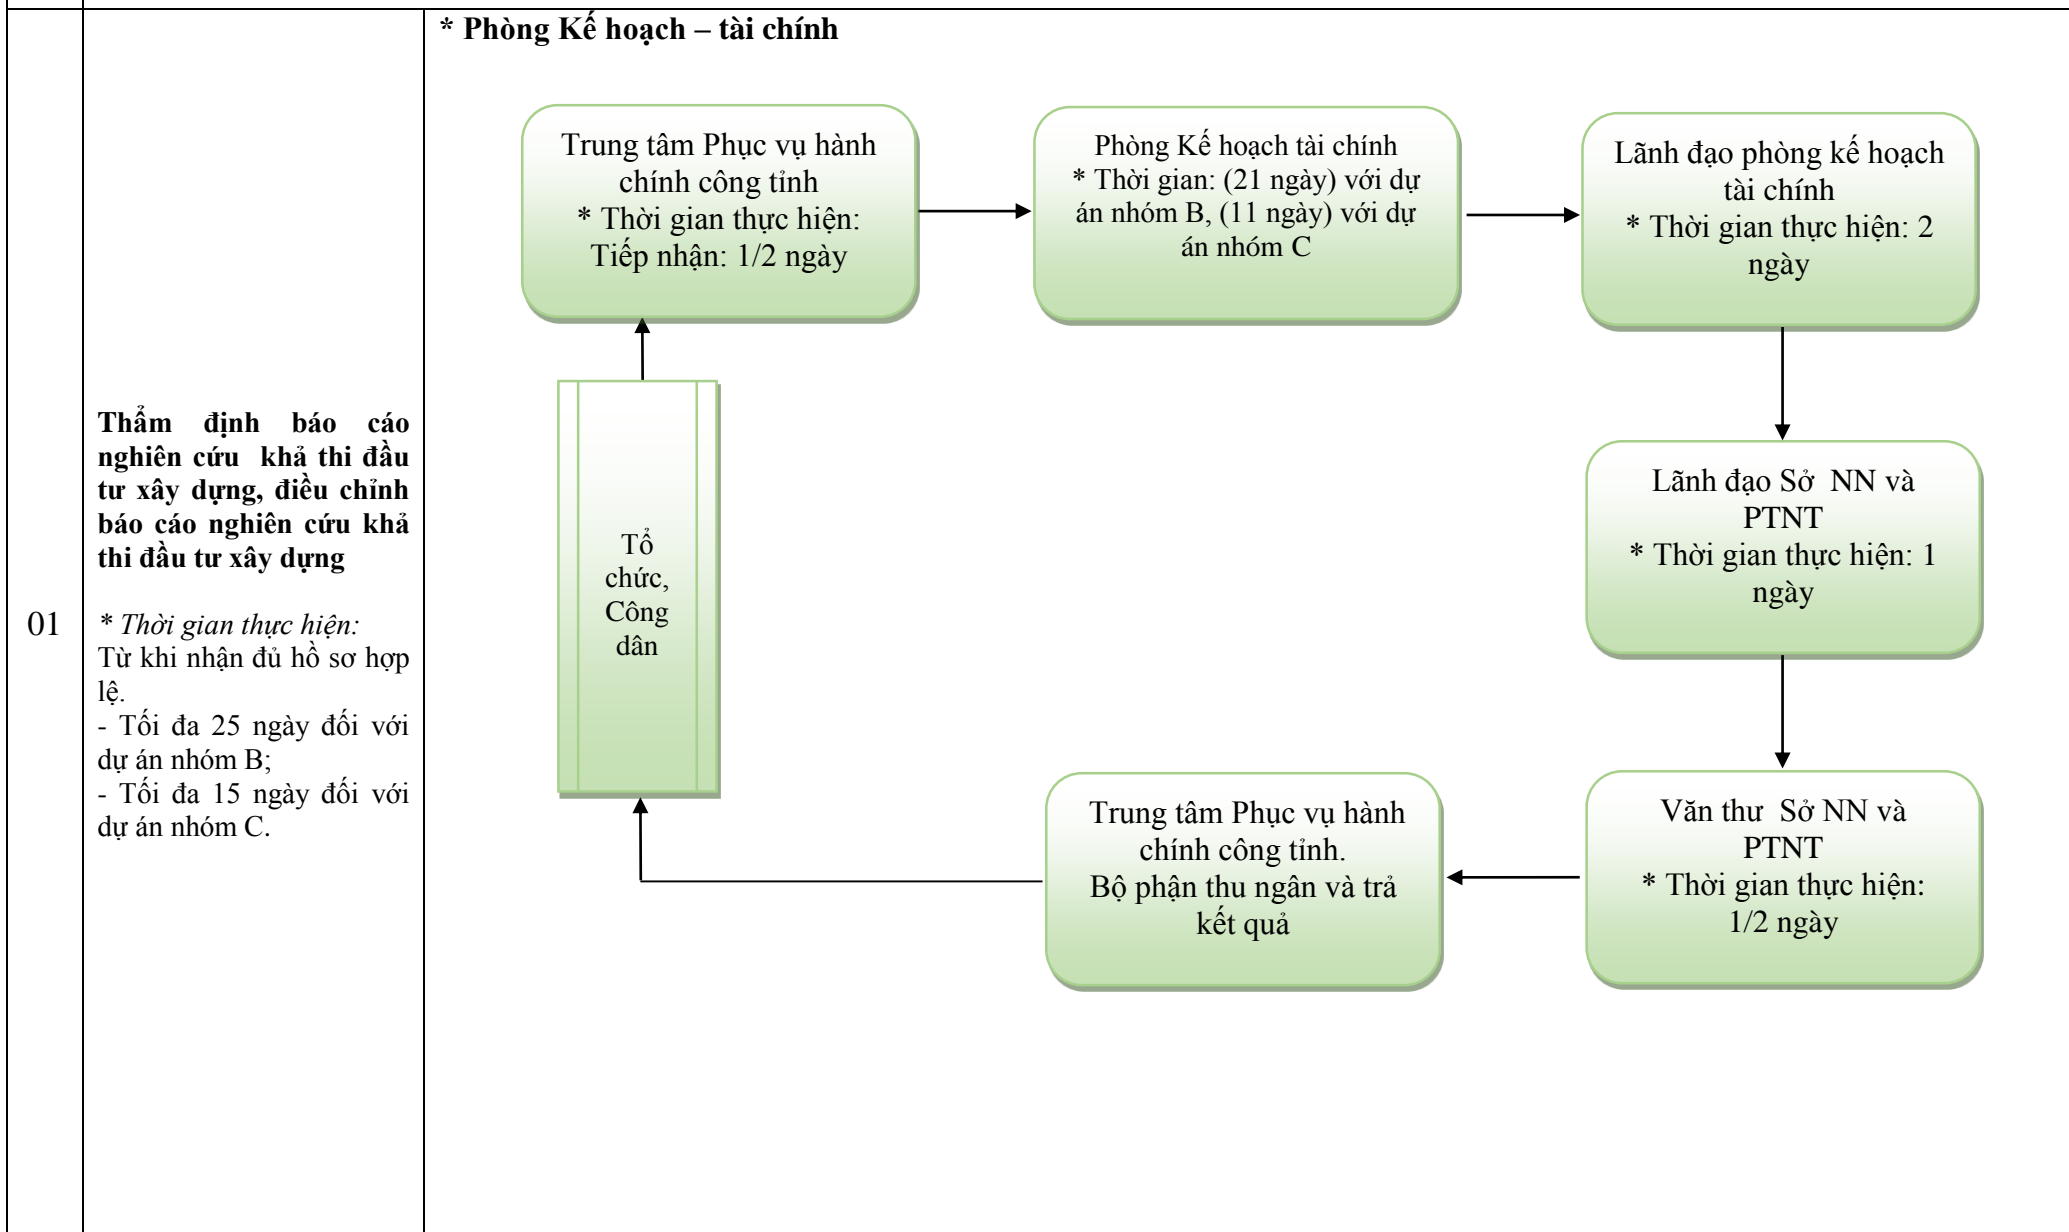 01
Thẩm định báo cáo
nghiên cứu khả thi đầu
tư xây dựng, điều chỉnh
báo cáo nghiên cứu khả
thi đầu tư xây dựng
* Thời gian thực hiện:
Từ khi nhận đủ hồ sơ hợp
lệ.
- Tối đa 25 ngày đối với
dự án nhóm B;
- Tối đa 15 ngày đối với
dự án nhóm C.
* Phòng Kế hoạch – tài chính
Trung tâm Phục vụ hành
chính công tỉnh
* Thời gian thực hiện:
Tiếp nhận: 1/2 ngày
Phòng Kế hoạch tài chính
* Thời gian: (21 ngày) với dự
án nhóm B, (11 ngày) với dự
án nhóm C
Lãnh đạo phòng kế hoạch
tài chính
* Thời gian thực hiện: 2
ngày
Lãnh đạo Sở NN và
PTNT
* Thời gian thực hiện: 1
ngày
Văn thư Sở NN và
PTNT
* Thời gian thực hiện:
1/2 ngày
Trung tâm Phục vụ hành
chính công tỉnh.
Bộ phận thu ngân và trả
kết quả
Tổ
chức,
Công
dân